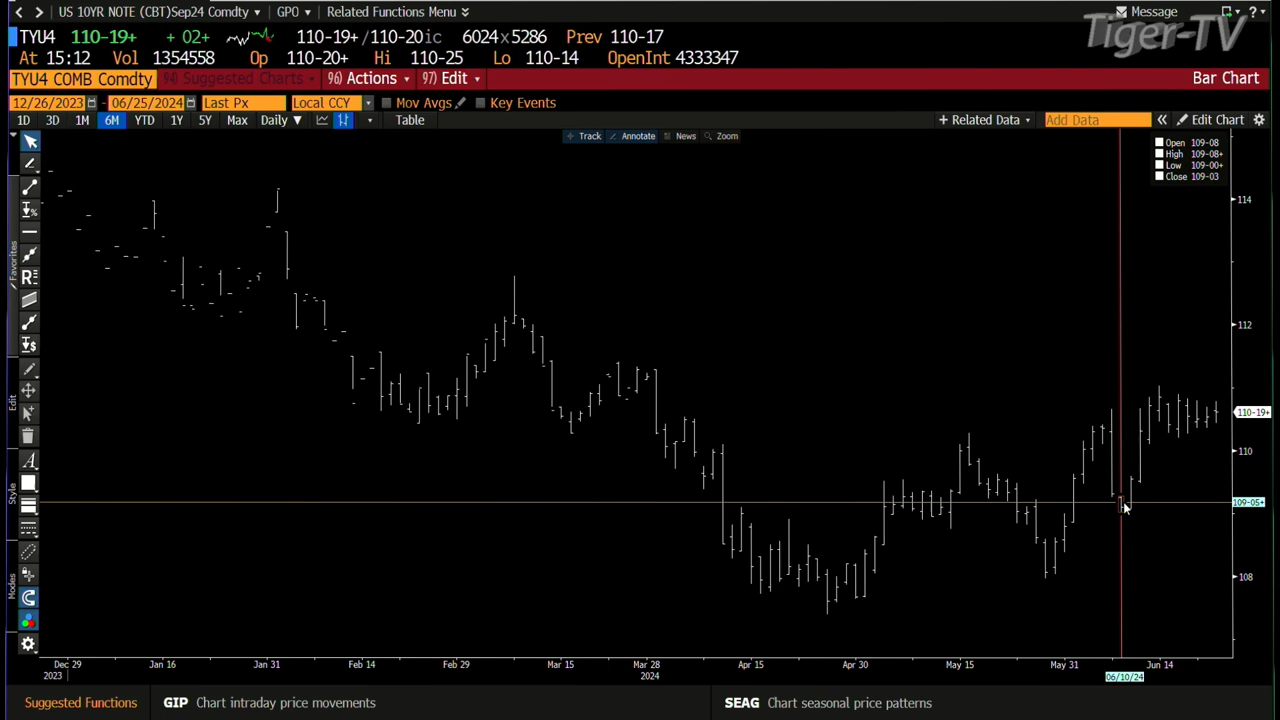 US 10YR NOTE (CBT)Sep24 Comdty GPO Related Functions Menu Message ?
Tiger-TV
TYU4 110-19+ + 02+ 110-19+/110-20ic 6024x5286 Prev 110-17
At 15:12 Vol 1354558 Op 110-20+ Hi 110-25 Lo 110-14 OpenInt 4333347
TYU4 COMB Comdty 94) Suggested Charts 96) Actions 97) Edit Bar Chart
12/26/2023 - 06/25/2024 Last Px Local CCY Mov Avgs Key Events
1D 3D 1M 6M YTD 1Y 5Y Max Daily Table + Related Data Add Data Edit Chart
Track Annotate News Zoom
Open 109-08
High 109-08+
Low 109-00+
Close 109-03
Favorites
Edit
Style
Modes
114
112
110-19+
110
109-05+
108
Dec 29 Jan 16 Jan 31 Feb 14 Feb 29 Mar 15 Mar 28 Apr 15 Apr 30 May 15 May 31 Jun 14
2023 2024 06/10/24
Suggested Functions GIP Chart intraday price movements SEAG Chart seasonal price patterns